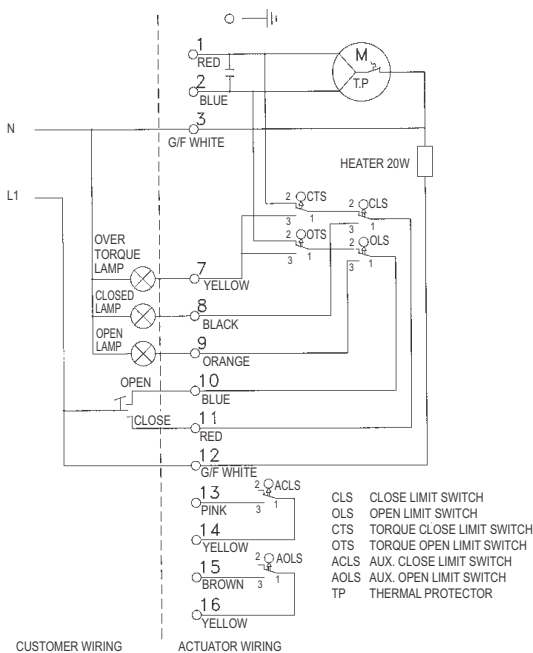 1
RED
M
T.P
2
BLUE
N
3
G/F WHITE
HEATER 20W
L1
2 CTS
2 CLS
3 1
3 1
2 OTS
2 OLS
3 1
3 1
OVER
TORQUE
LAMP
7
YELLOW
CLOSED
LAMP
8
BLACK
OPEN
LAMP
9
ORANGE
OPEN
10
BLUE
CLOSE
11
RED
12
G/F WHITE
13
PINK
2 ACLS
3 1
14
YELLOW
15
BROWN
2 AOLS
3 1
16
YELLOW
CLS CLOSE LIMIT SWITCH
OLS OPEN LIMIT SWITCH
CTS TORQUE CLOSE LIMIT SWITCH
OTS TORQUE OPEN LIMIT SWITCH
ACLS AUX. CLOSE LIMIT SWITCH
AOLS AUX. OPEN LIMIT SWITCH
TP THERMAL PROTECTOR
CUSTOMER WIRING
ACTUATOR WIRING